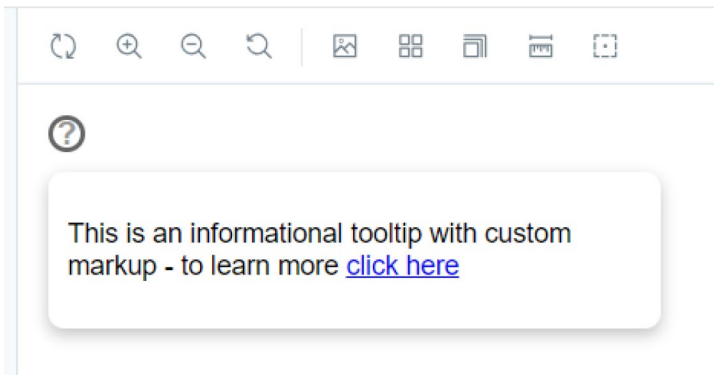 ?
This is an informational tooltip with custom
markup - to learn more click here